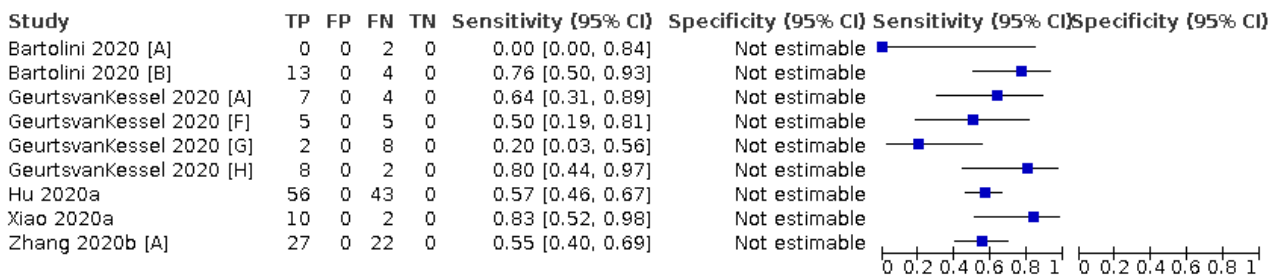 Study TP FP FN TN Sensitivity (95% CI) Specificity (95% CI) Sensitivity (95% CI) Specificity (95% CI)
Bartolini 2020 [A] 0 0 2 0 0.00 [0.00, 0.84] Not estimable
Bartolini 2020 [B] 13 0 4 0 0.76 [0.50, 0.93] Not estimable
GeurtsvanKessel 2020 [A] 7 0 4 0 0.64 [0.31, 0.89] Not estimable
GeurtsvanKessel 2020 [F] 5 0 5 0 0.50 [0.19, 0.81] Not estimable
GeurtsvanKessel 2020 [G] 2 0 8 0 0.20 [0.03, 0.56] Not estimable
GeurtsvanKessel 2020 [H] 8 0 2 0 0.80 [0.44, 0.97] Not estimable
Hu 2020a 56 0 43 0 0.57 [0.46, 0.67] Not estimable
Xiao 2020a 10 0 2 0 0.83 [0.52, 0.98] Not estimable
Zhang 2020b [A] 27 0 22 0 0.55 [0.40, 0.69] Not estimable
0 0.2 0.4 0.6 0.8 1 0 0.2 0.4 0.6 0.8 1